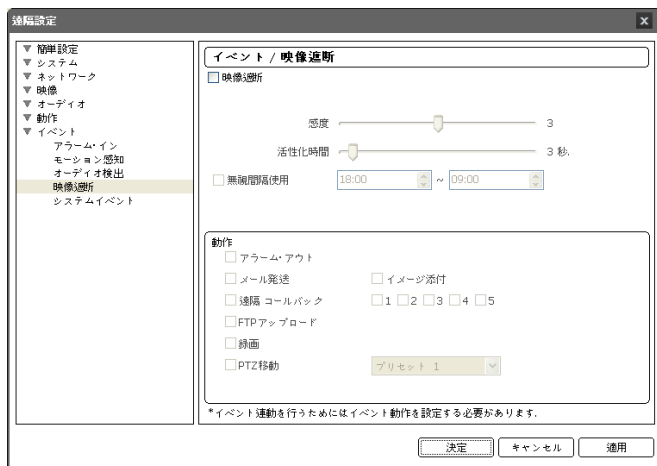 遠隔設定
簡単設定
システム
ネットワーク
映像
オーディオ
動作
イベント
アラーム・イン
モーション感知
オーディオ検出
映像遮断
システムイベント
イベント / 映像遮断
映像遮断
感度 3
活性化時間 3 秒.
無視間隔使用 18:00 ~ 09:00
動作
アラーム・アウト
メール発送 イメージ添付
遠隔 コールバック 1 2 3 4 5
FTPアップロード
録画
PTZ移動 プリセット 1
*イベント連動を行うためにはイベント動作を設定する必要があります.
決定 キャンセル 適用